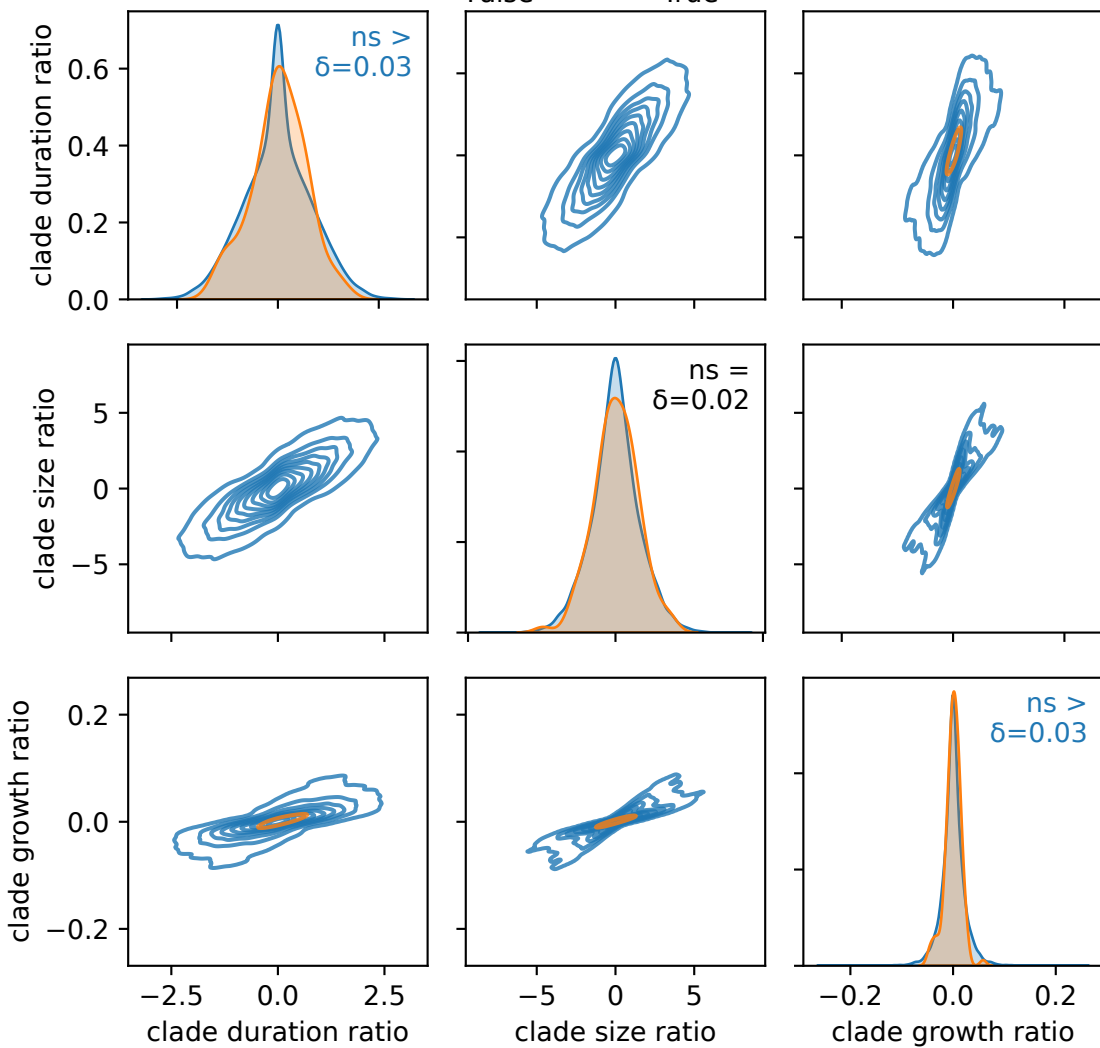 True
clade duration ratio
0.6
0.4
0.2
0.0
ns >
δ=0.03
clade size ratio
5
0
−5
ns =
δ=0.02
clade growth ratio
0.2
0.0
−0.2
ns >
δ=0.03
−2.5 0.0 2.5 −5 0 5 −0.2 0.0 0.2
clade duration ratio clade size ratio clade growth ratio